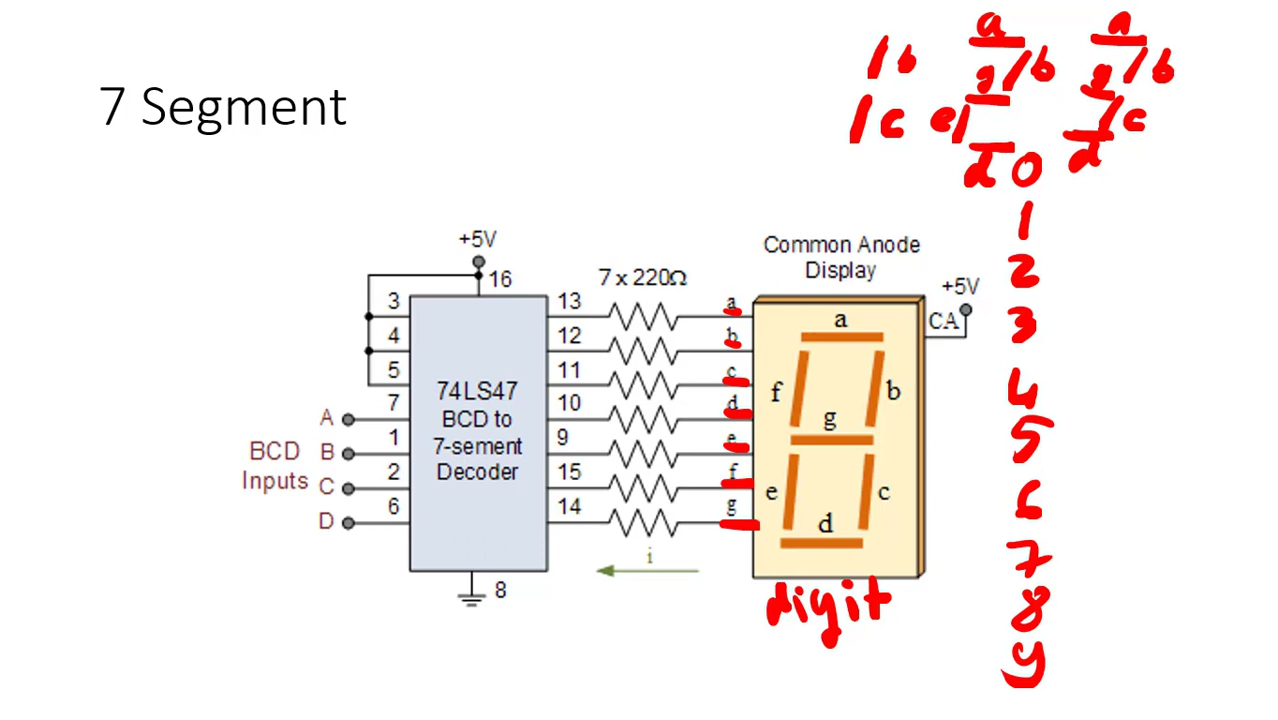 7 Segment
b
c
a
b
g
e
d
a
b
g
c
d
0
1
2
3
4
5
6
7
8
9
+5V
16
3
4
5
7
1
2
6
A
BCD B
Inputs C
D
74LS47
BCD to
7-sement
Decoder
8
7 x 220Ω
13
12
11
10
9
15
14
a
b
c
d
e
f
g
i
Common Anode
Display
+5V
CA
a
f
b
g
e
c
d
digit